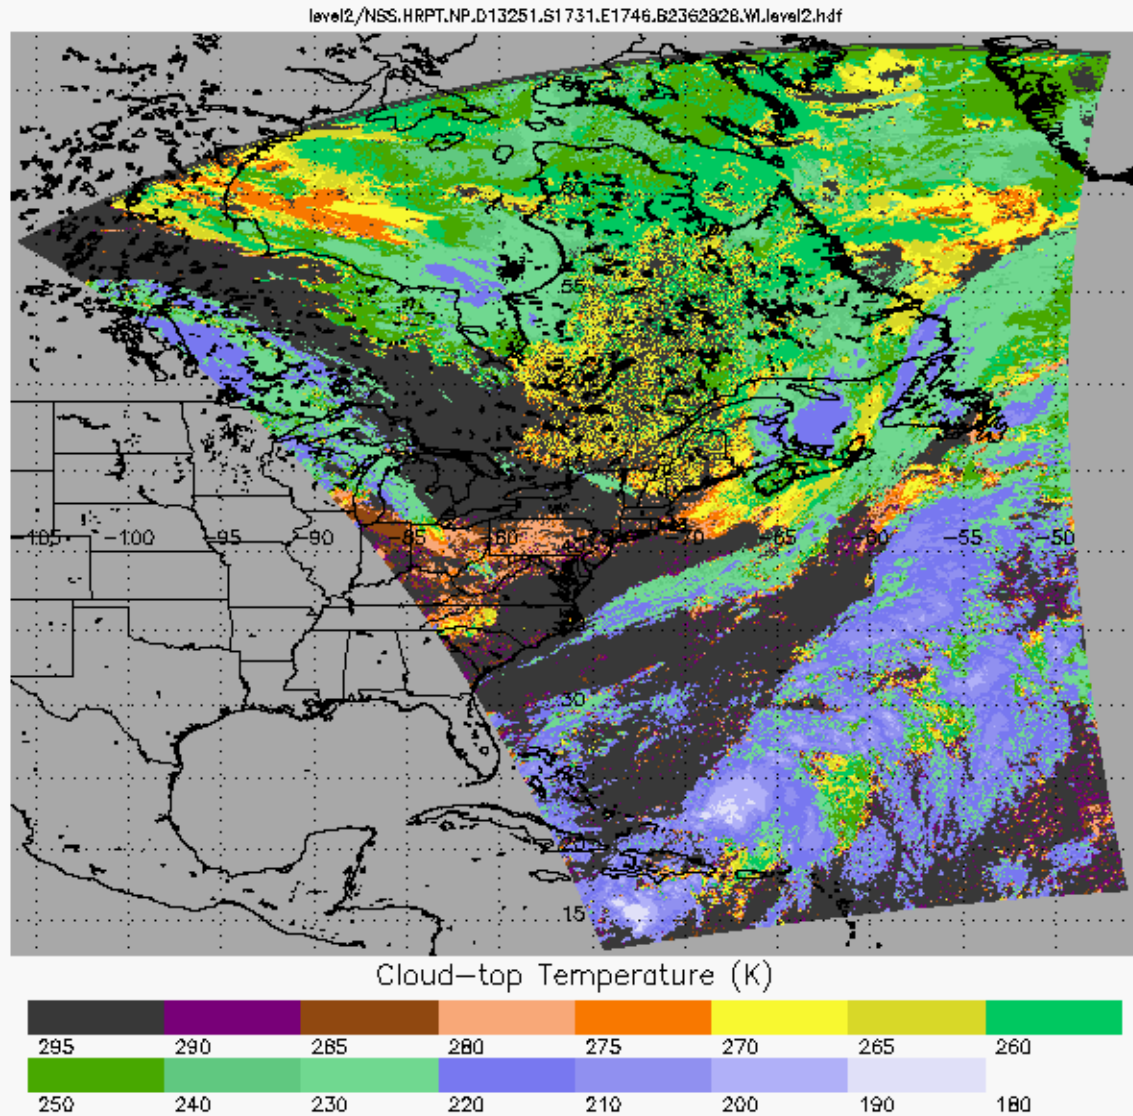 level2/NSS.HRPT.NP.D13251.S1731.E1746.B2362828.WI.level2.hdf
60
55
-105 -100 -95 -90 -85 -80 -75 -70 -65 -60 -55 -50
30
15
Cloud-top Temperature (K)
295 290 285 280 275 270 265 260
250 240 230 220 210 200 190 180